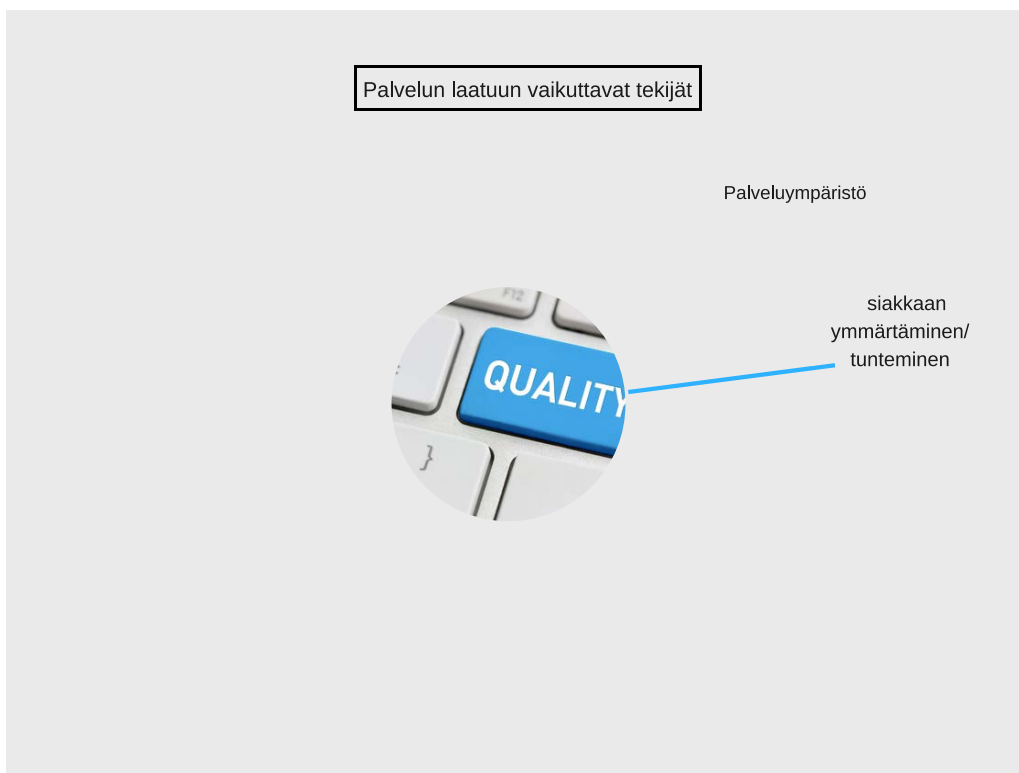 Palvelun laatuun vaikuttavat tekijät
Palveluympäristö
siakkaan
ymmärtäminen/
tunteminen
F12
QUALITY
}